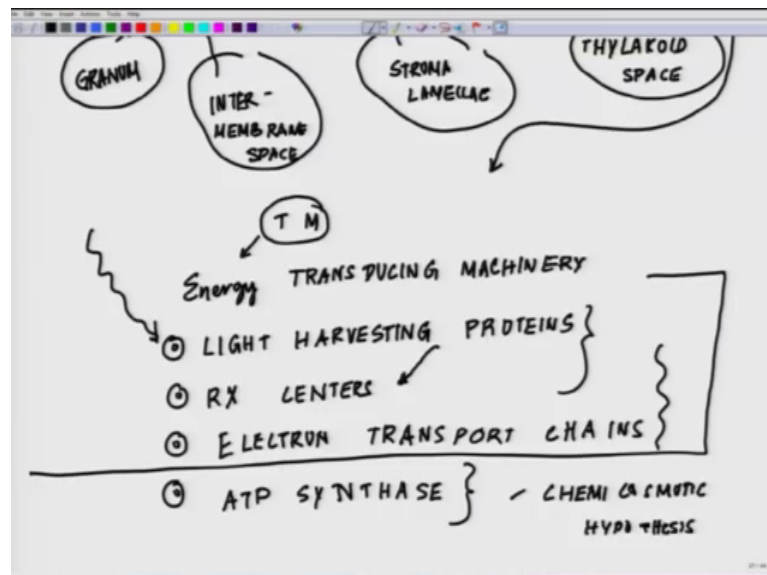 GRANUM
INTER-
MEMBRANE
SPACE
STROMA
LAMELLAE
THYLAKOID
SPACE
T M
Energy TRANSDUCING MACHINERY
LIGHT HARVESTING PROTEINS
RX CENTERS
ELECTRON TRANSPORT CHAINS
ATP SYNTHASE - CHEMIOSMOTIC
HYPOTHESIS